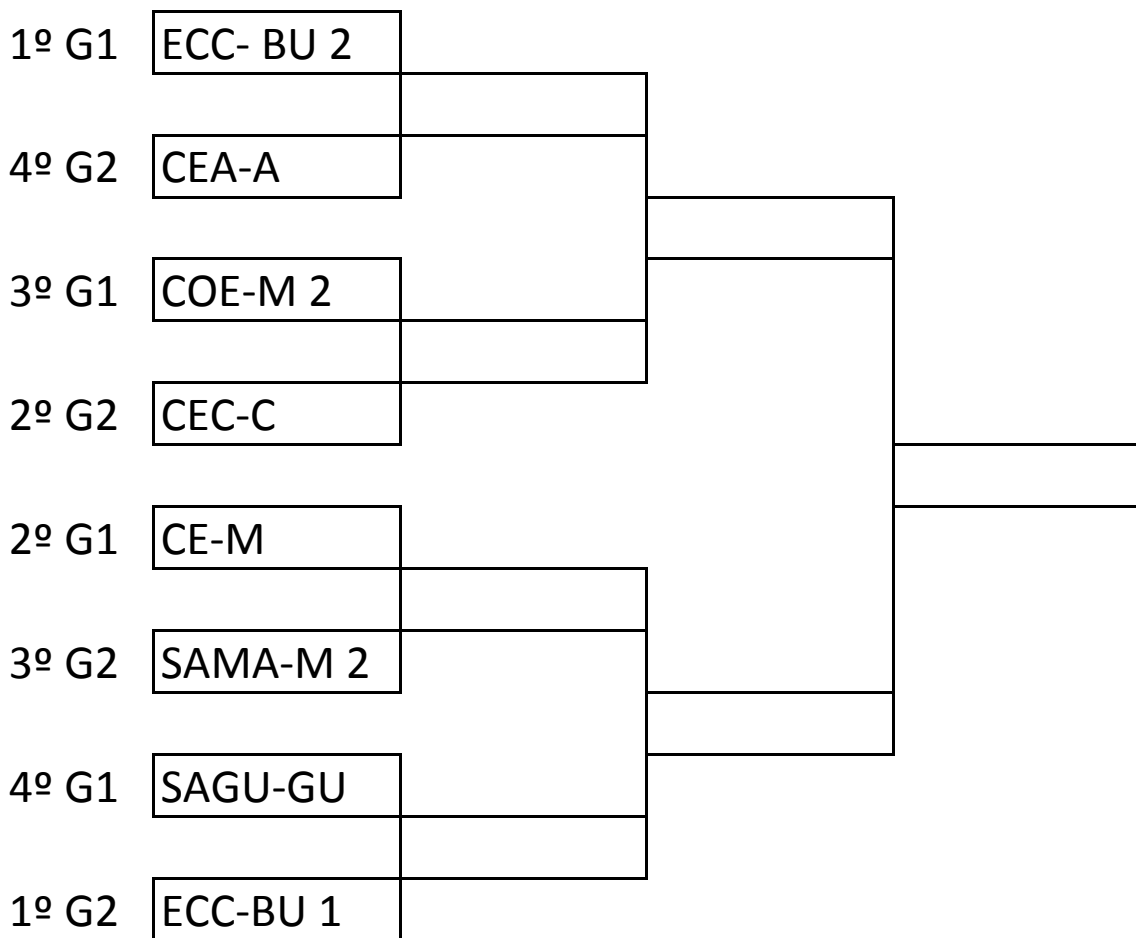 1º G1 ECC- BU 2
4º G2 CEA-A
3º G1 COE-M 2
2º G2 CEC-C
2º G1 CE-M
3º G2 SAMA-M 2
4º G1 SAGU-GU
1º G2 ECC-BU 1